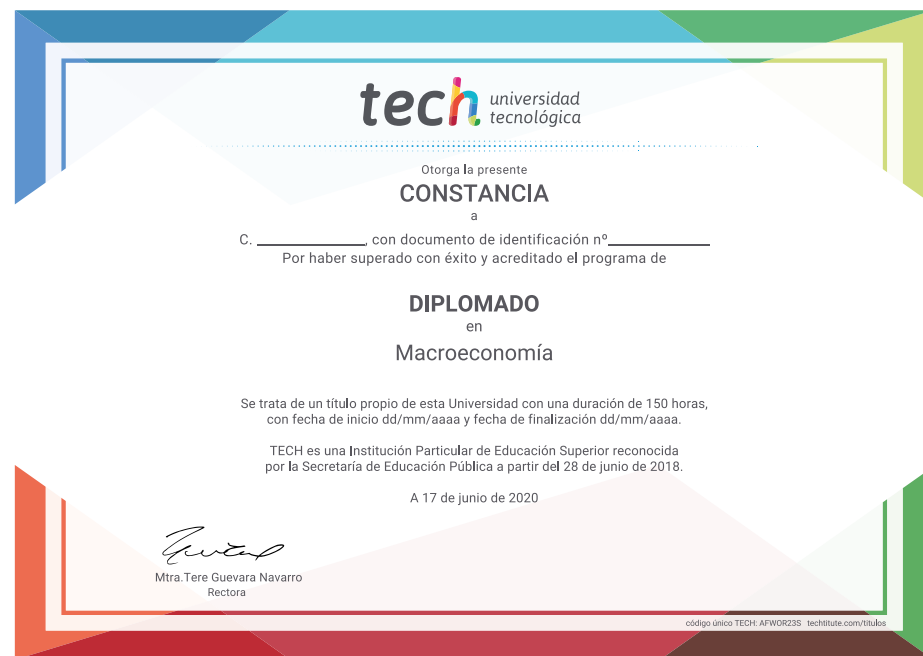 tech universidad
tecnológica
Otorga la presente
CONSTANCIA
a
C. ______________, con documento de identificación nº_____________
Por haber superado con éxito y acreditado el programa de
DIPLOMADO
en
Macroeconomía
Se trata de un título propio de esta Universidad con una duración de 150 horas,
con fecha de inicio dd/mm/aaaa y fecha de finalización dd/mm/aaaa.
TECH es una Institución Particular de Educación Superior reconocida
por la Secretaría de Educación Pública a partir del 28 de junio de 2018.
A 17 de junio de 2020
Mtra.Tere Guevara Navarro
Rectora
código único TECH: AFWOR23S techtitute.com/titulos